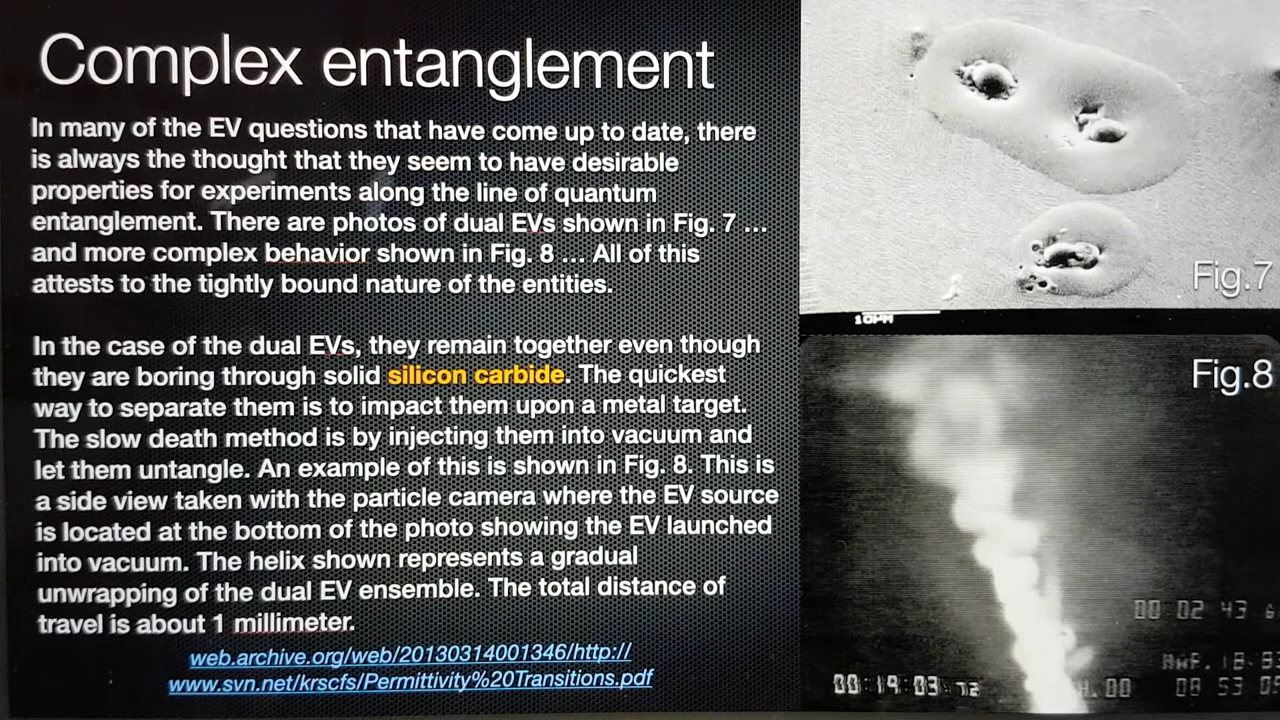 Complex entanglement
In many of the EV questions that have come up to date, there
is always the thought that they seem to have desirable
properties for experiments along the line of quantum
entanglement. There are photos of dual EVs shown in Fig. 7 ...
and more complex behavior shown in Fig. 8 ... All of this
attests to the tightly bound nature of the entities.
In the case of the dual EVs, they remain together even though
they are boring through solid silicon carbide. The quickest
way to separate them is to impact them upon a metal target.
The slow death method is by injecting them into vacuum and
let them untangle. An example of this is shown in Fig. 8. This is
a side view taken with the particle camera where the EV source
is located at the bottom of the photo showing the EV launched
into vacuum. The helix shown represents a gradual
unwrapping of the dual EV ensemble. The total distance of
travel is about 1 millimeter.
web.archive.org/web/20130314001346/http://
www.svn.net/krscfs/Permittivity%20Transitions.pdf
Fig.7
10PM
Fig.8
00 02 43
00:19:03 72
H.00
08 53